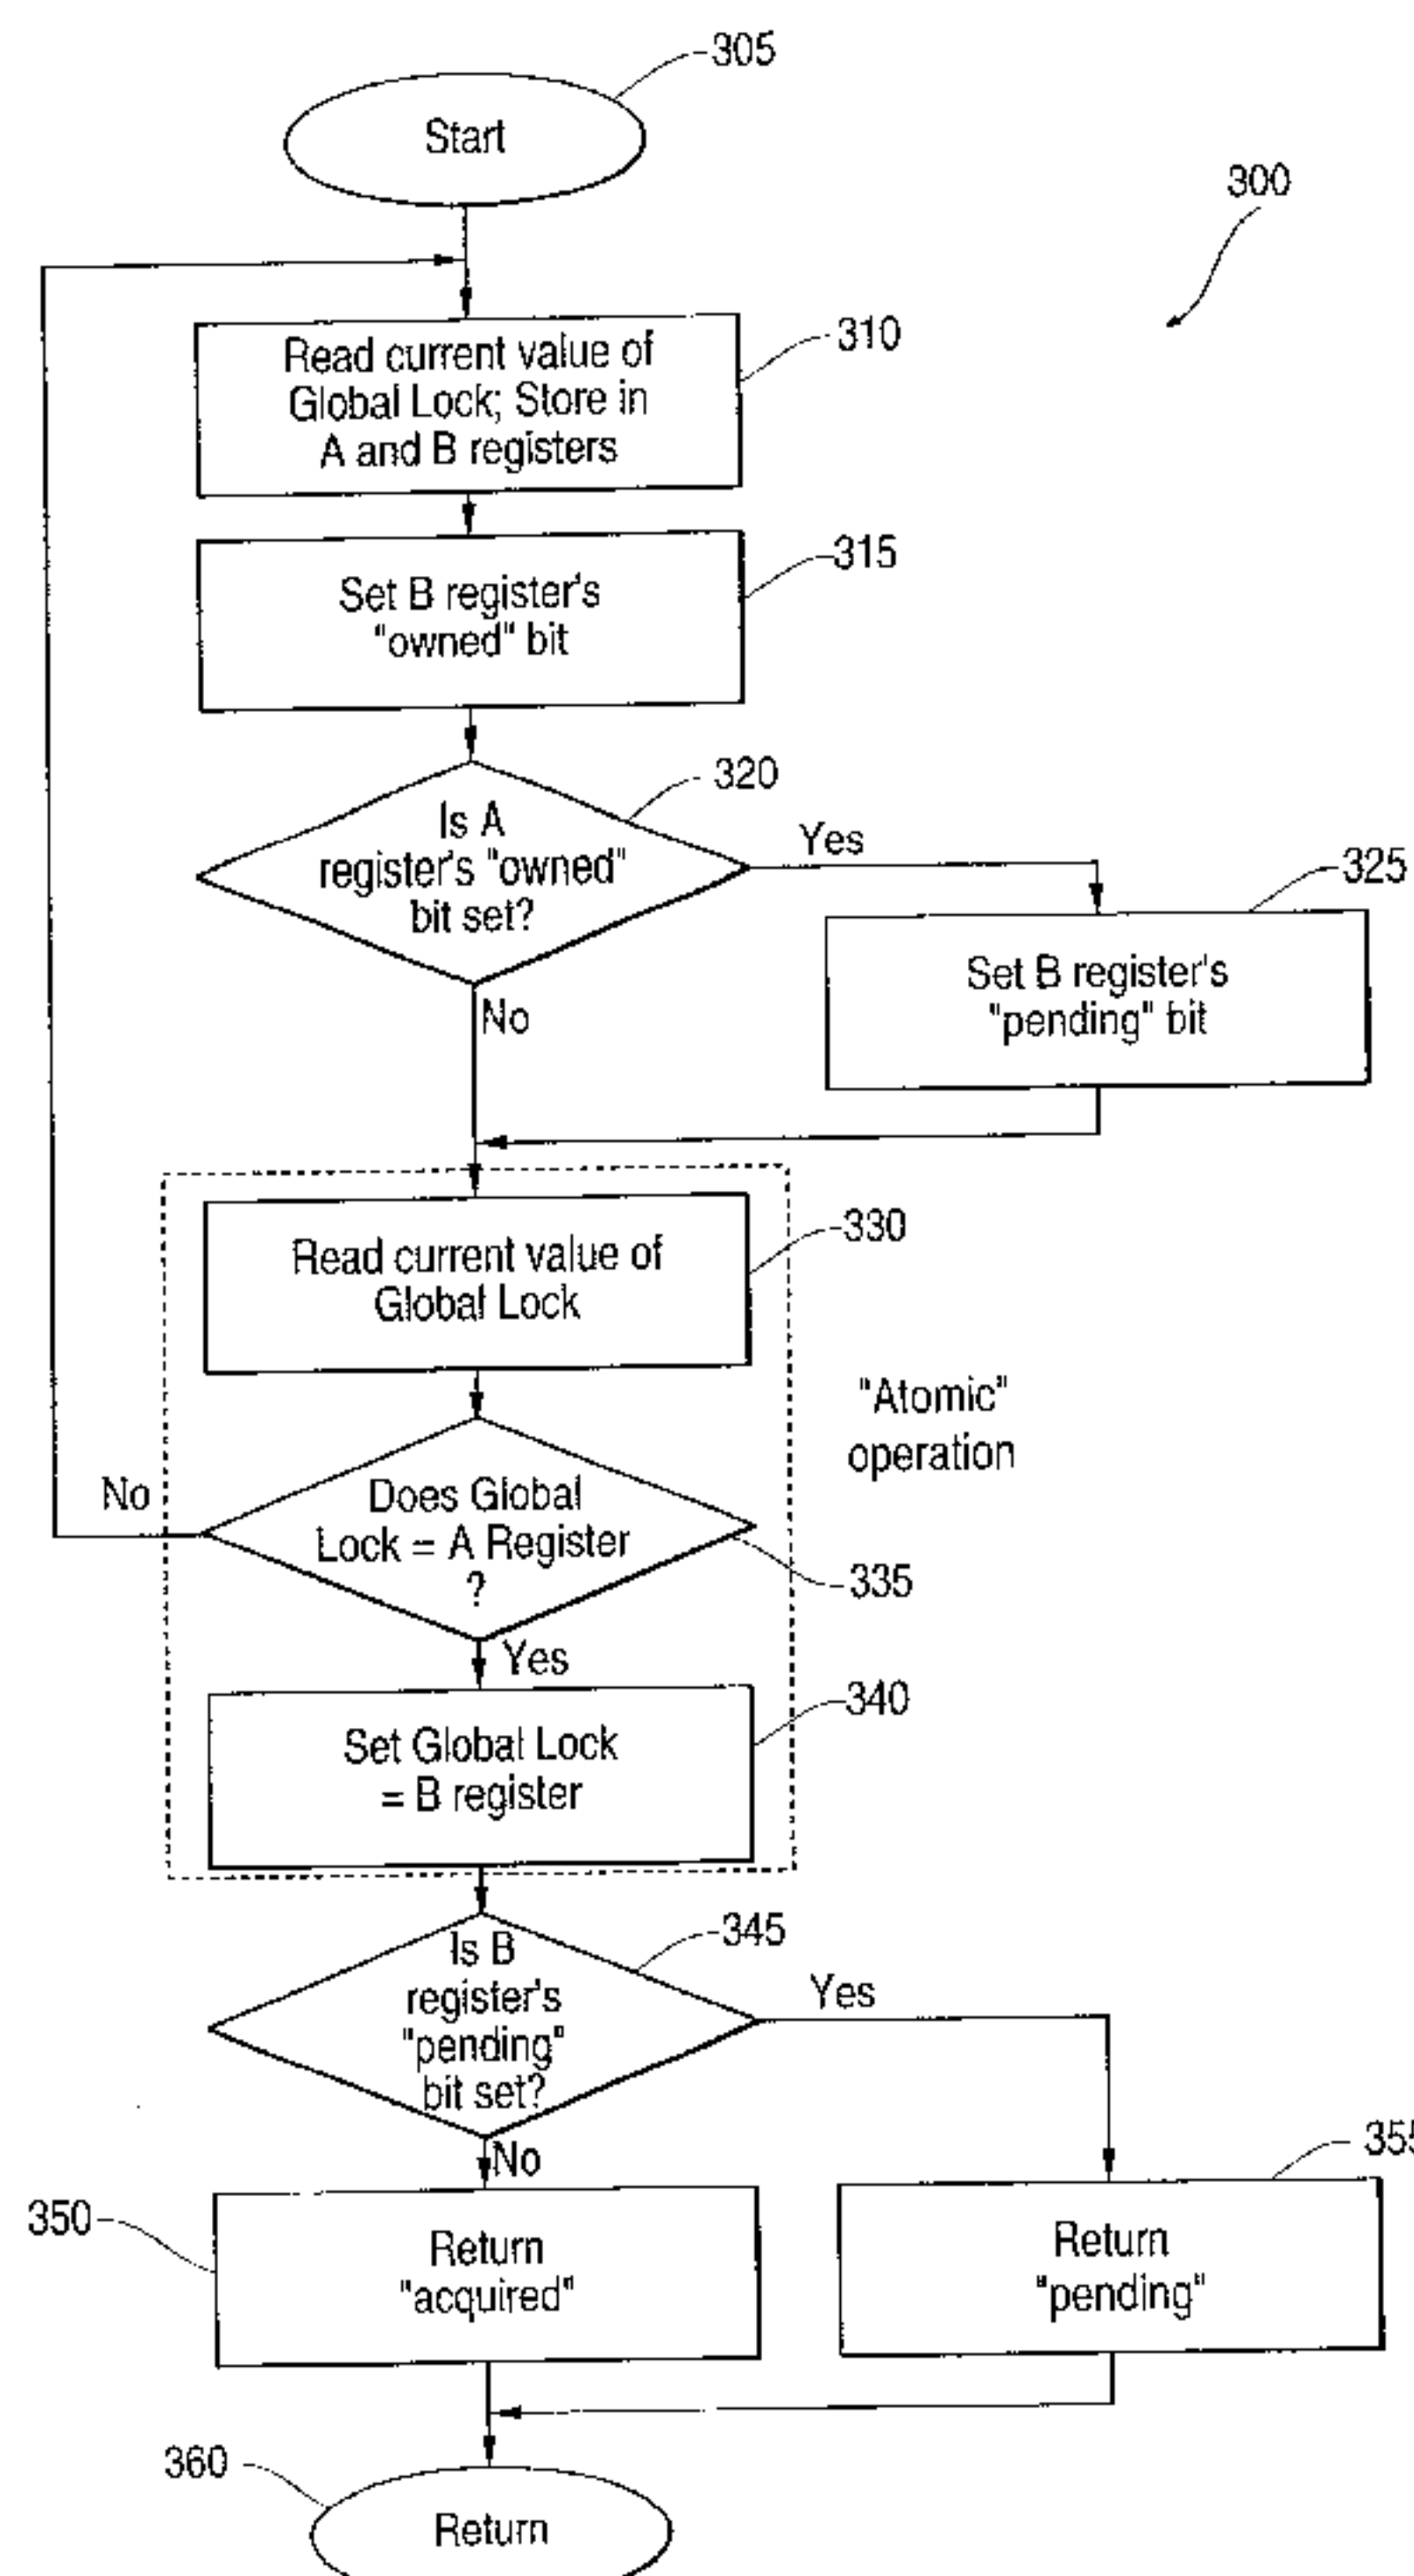 305
Start
300
310
Read current value of
Global Lock; Store in
A and B registers
315
Set B register's
"owned" bit
320
Is A
register's "owned"
bit set?
Yes
325
Set B register's
"pending" bit
No
330
Read current value of
Global Lock
"Atomic"
operation
No
Does Global
Lock = A Register
?
335
Yes
340
Set Global Lock
= B register
345
Is B
register's
"pending"
bit set?
Yes
No
355
350
Return
"acquired"
Return
"pending"
360
Return